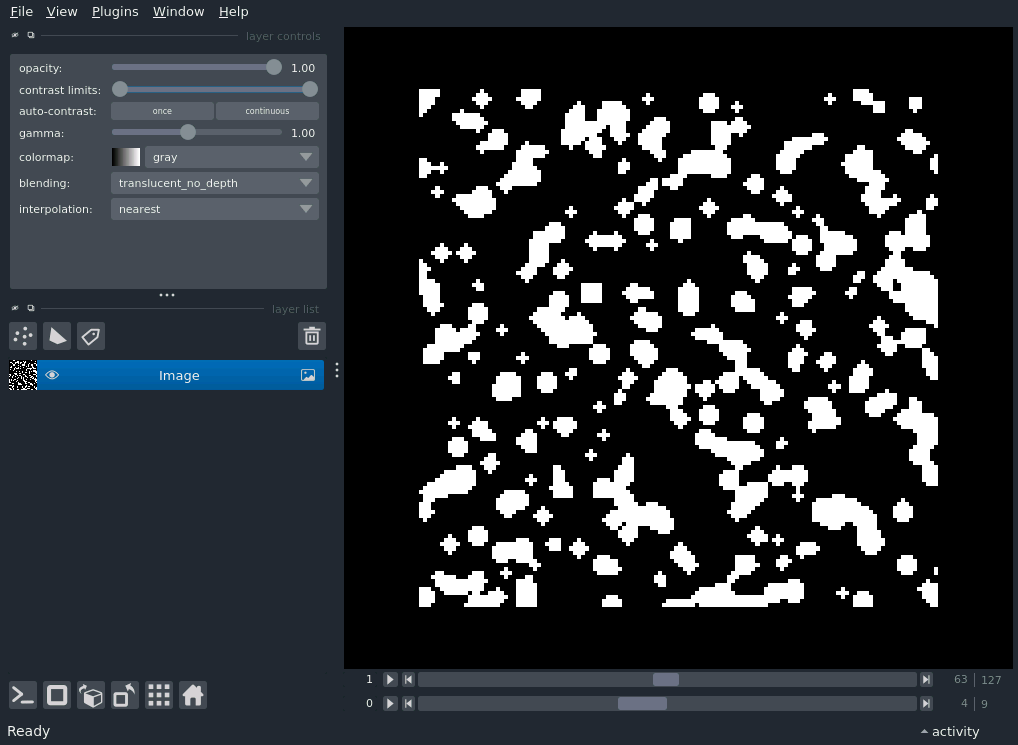 File View Plugins Window Help
layer controls
opacity: 1.00
contrast limits:
auto-contrast: once continuous
gamma: 1.00
colormap: gray
blending: translucent_no_depth
interpolation: nearest
layer list
Image
1 63 127
0 4 9
Ready activity